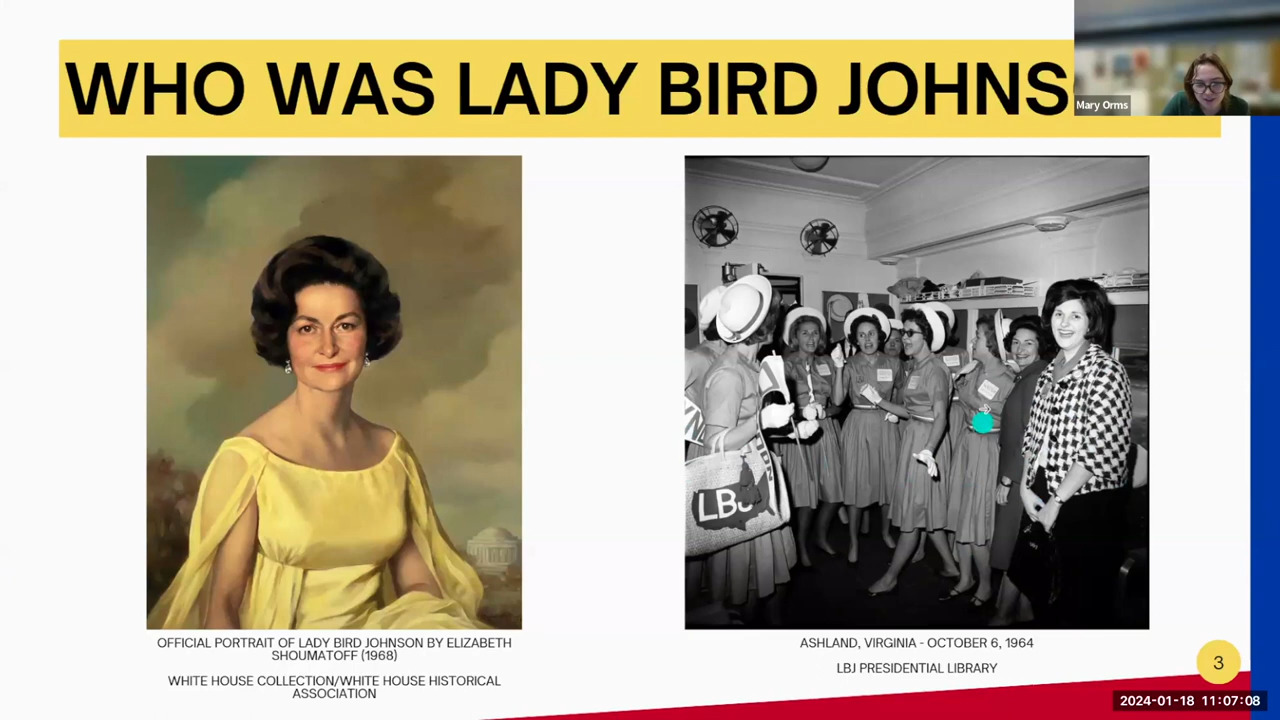 WHO WAS LADY BIRD JOHNS
Mary Orms
LBJ
OFFICIAL PORTRAIT OF LADY BIRD JOHNSON BY ELIZABETH
SHOUMATOFF (1968)
WHITE HOUSE COLLECTION/WHITE HOUSE HISTORICAL
ASSOCIATION
ASHLAND, VIRGINIA - OCTOBER 6, 1964
LBJ PRESIDENTIAL LIBRARY
3
2024-01-18 11:07:08